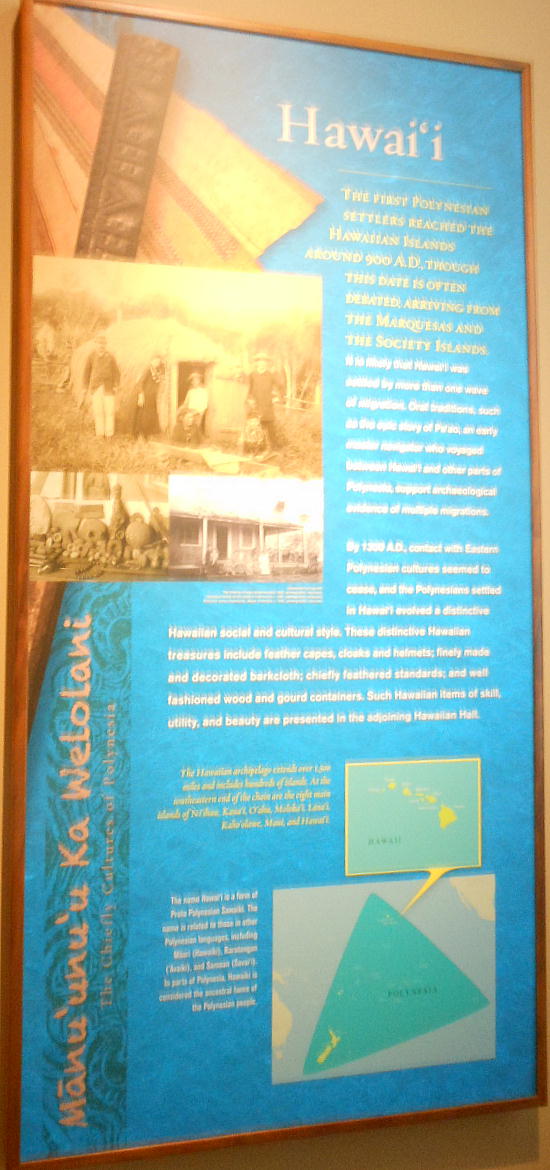 Hawai‘i
THE FIRST POLYNESIAN
SETTLERS REACHED THE
HAWAIIAN ISLANDS
AROUND 900 A.D., THOUGH
THIS DATE IS OFTEN
DEBATED, ARRIVING FROM
THE MARQUESAS AND
THE SOCIETY ISLANDS.
It is likely that Hawai‘i was
settled by more than one wave
of migration. Oral traditions, such
as the epic story of Pa‘ao, an early
master navigator who voyaged
between Hawai‘i and other parts of
Polynesia, support archaeological
evidence of multiple migrations.
By 1300 A.D., contact with Eastern
Polynesian cultures seemed to
cease, and the Polynesians settled
in Hawai‘i evolved a distinctive
Hawaiian social and cultural style. These distinctive Hawaiian
treasures include feather capes, cloaks and helmets; finely made
and decorated barkcloth; chiefly feathered standards; and well
fashioned wood and gourd containers. Such Hawaiian items of skill,
utility, and beauty are presented in the adjoining Hawaiian Hall.
The Hawaiian archipelago extends over 1,500
miles and includes hundreds of islands. At the
southeastern end of the chain are the eight main
islands of Ni‘ihau, Kaua‘i, O‘ahu, Moloka‘i, Lāna‘i,
Kaho‘olawe, Maui, and Hawai‘i.
HAWAII
The name Hawai‘i is a form of
Proto Polynesian Sawaiki. The
name is related to those in other
Polynesian languages, including
Māori (Hawaiki), Rarotongan
(‘Avaiki), and Samoan (Savai‘i).
In parts of Polynesia, Hawaiki is
considered the ancestral home of
the Polynesian people.
POLYNESIA
Mānu‘unu‘u Ka Welolani
The Chiefly Cultures of Polynesia